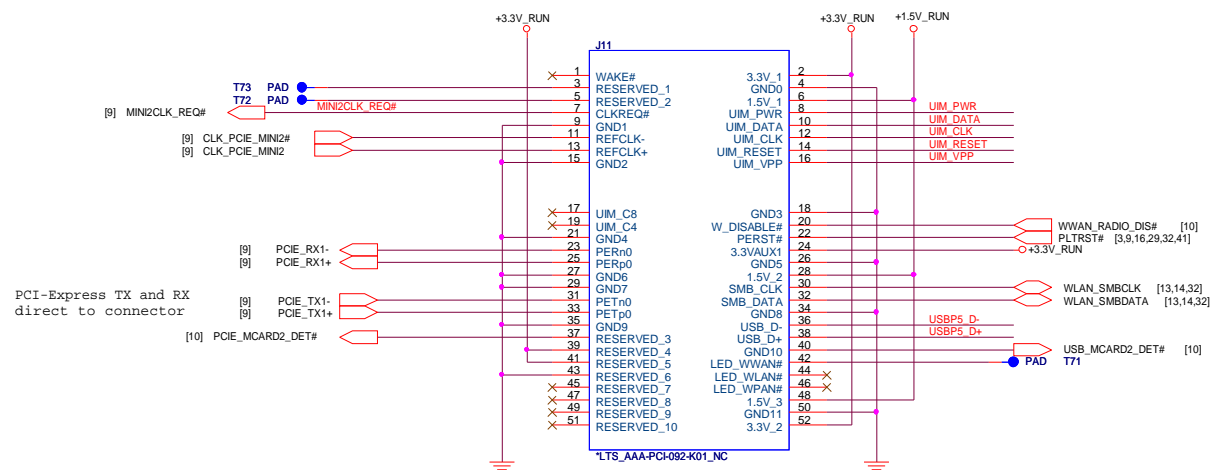 +3.3V_RUN +3.3V_RUN +1.5V_RUN
J11
1 WAKE# 3.3V_1 2
T73 PAD 3 RESERVED_1 GND0 4
T72 PAD 5 RESERVED_2 1.5V_1 6
[9] MINI2CLK_REQ# MINI2CLK_REQ# 7 CLKREQ# UIM_PWR 8 UIM_PWR
9 GND1 UIM_DATA 10 UIM_DATA
[9] CLK_PCIE_MINI2# 11 REFCLK- UIM_CLK 12 UIM_CLK
[9] CLK_PCIE_MINI2 13 REFCLK+ UIM_RESET 14 UIM_RESET
15 GND2 UIM_VPP 16 UIM_VPP
17 UIM_C8 GND3 18
19 UIM_C4 W_DISABLE# 20 WWAN_RADIO_DIS# [10]
21 GND4 PERST# 22 PLTRST# [3,9,16,29,32,41]
[9] PCIE_RX1- 23 PERn0 3.3VAUX1 24 +3.3V_RUN
[9] PCIE_RX1+ 25 PERp0 GND5 26
27 GND6 1.5V_2 28
29 GND7 SMB_CLK 30 WLAN_SMBCLK [13,14,32]
PCI-Express TX and RX
direct to connector
[9] PCIE_TX1- 31 PETn0 SMB_DATA 32 WLAN_SMBDATA [13,14,32]
[9] PCIE_TX1+ 33 PETp0 GND8 34
35 GND9 USB_D- 36 USBP5_D-
[10] PCIE_MCARD2_DET# 37 RESERVED_3 USB_D+ 38 USBP5_D+
39 RESERVED_4 GND10 40 USB_MCARD2_DET# [10]
41 RESERVED_5 LED_WWAN# 42 PAD T71
43 RESERVED_6 LED_WLAN# 44
45 RESERVED_7 LED_WPAN# 46
47 RESERVED_8 1.5V_3 48
49 RESERVED_9 GND11 50
51 RESERVED_10 3.3V_2 52
*LTS_AAA-PCI-092-K01_NC